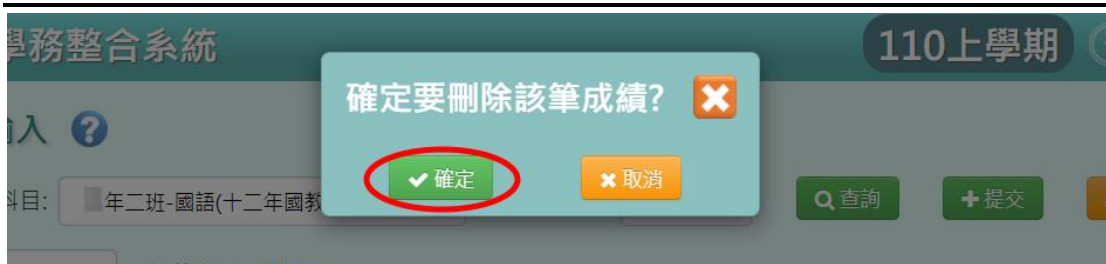 學務整合系統
110上學期
確定要刪除該筆成績?
輸入
確定
取消
科目:
年二班-國語(十二年國教
查詢
提交